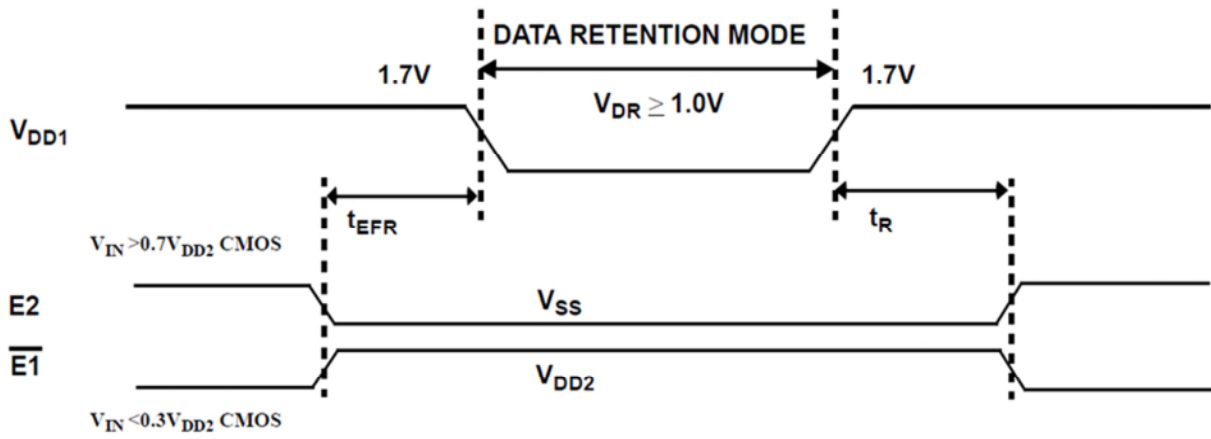 DATA RETENTION MODE
1.7V
1.7V
VDR ≥ 1.0V
VDD1
tEFR
tR
VIN >0.7VDD2 CMOS
E2
VSS
E1
VDD2
VIN <0.3VDD2 CMOS